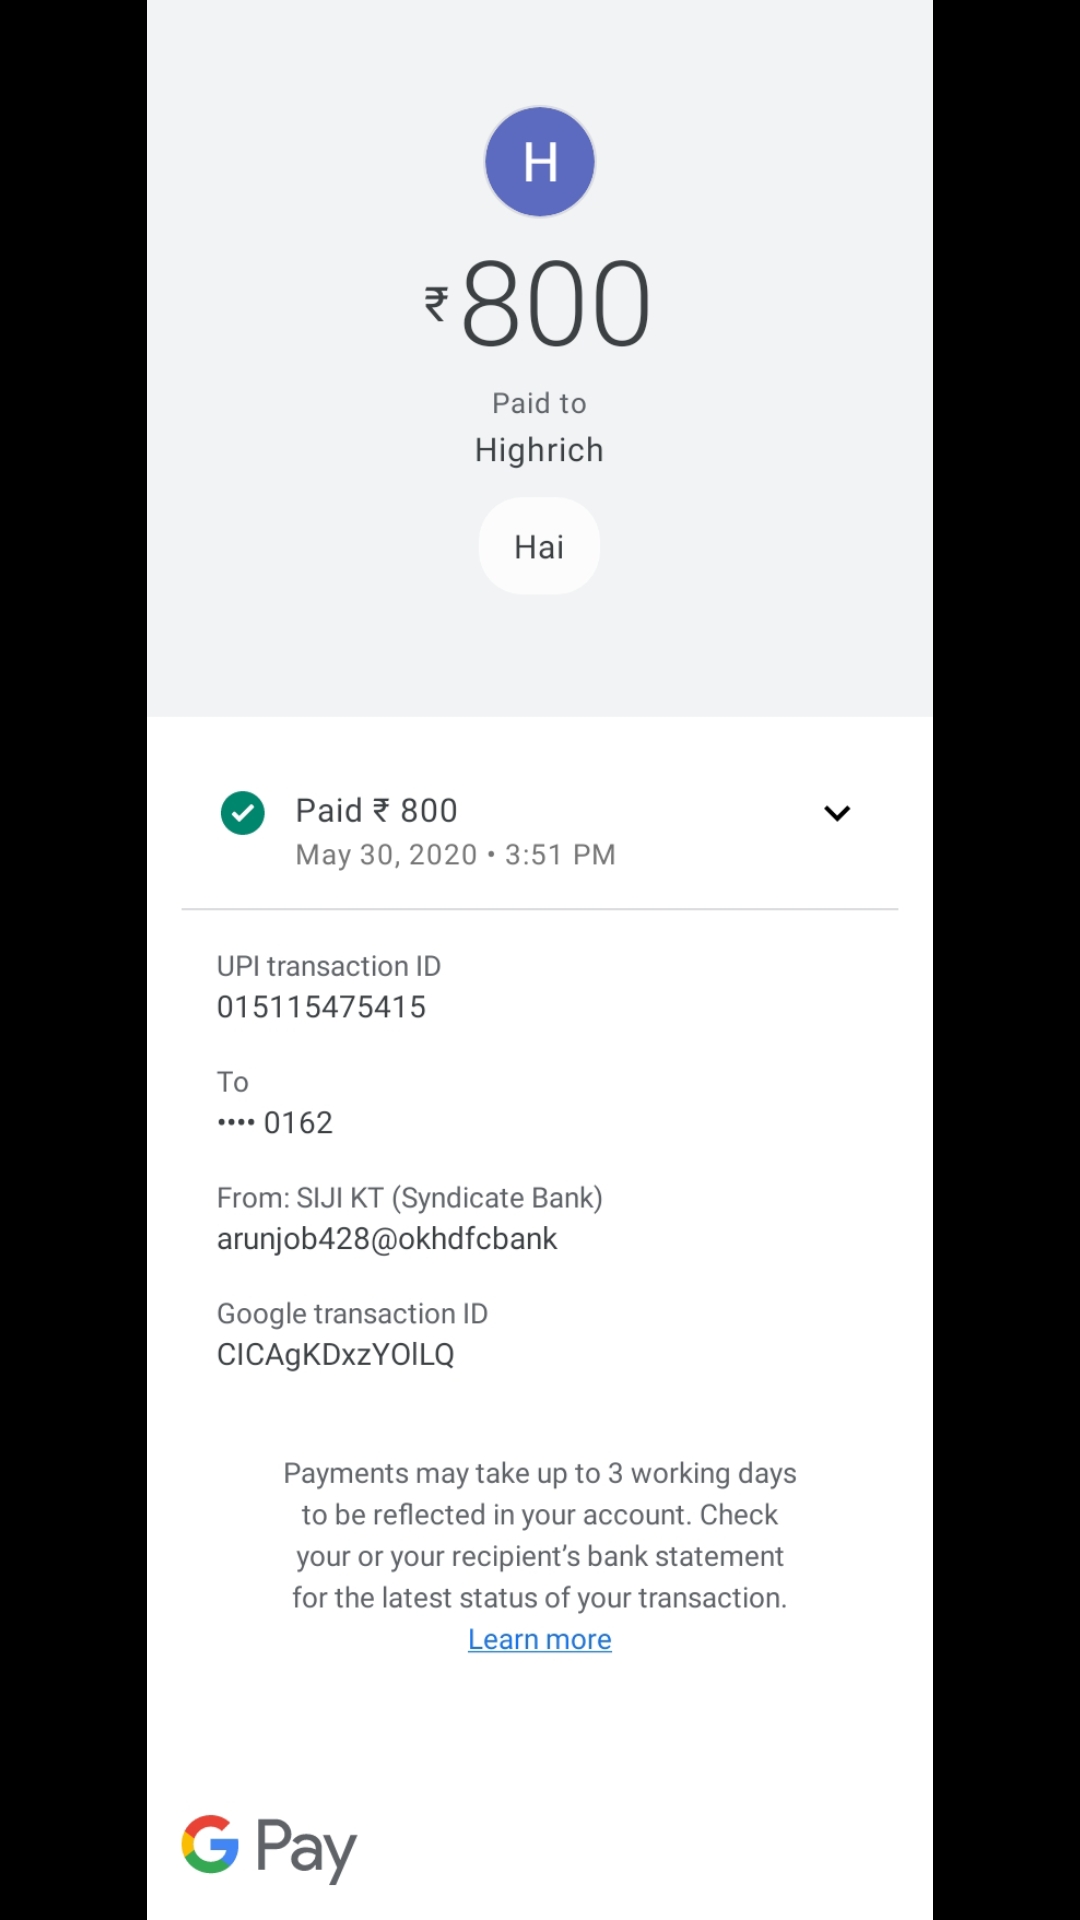 H
₹800
Paid to
Highrich
Hai
Paid ₹ 800
May 30, 2020 • 3:51 PM
UPI transaction ID
015115475415
To
•••• 0162
From: SIJI KT (Syndicate Bank)
arunjob428@okhdfcbank
Google transaction ID
CICAgKDxzYOlLQ
Payments may take up to 3 working days
to be reflected in your account. Check
your or your recipient’s bank statement
for the latest status of your transaction.
Learn more
G Pay